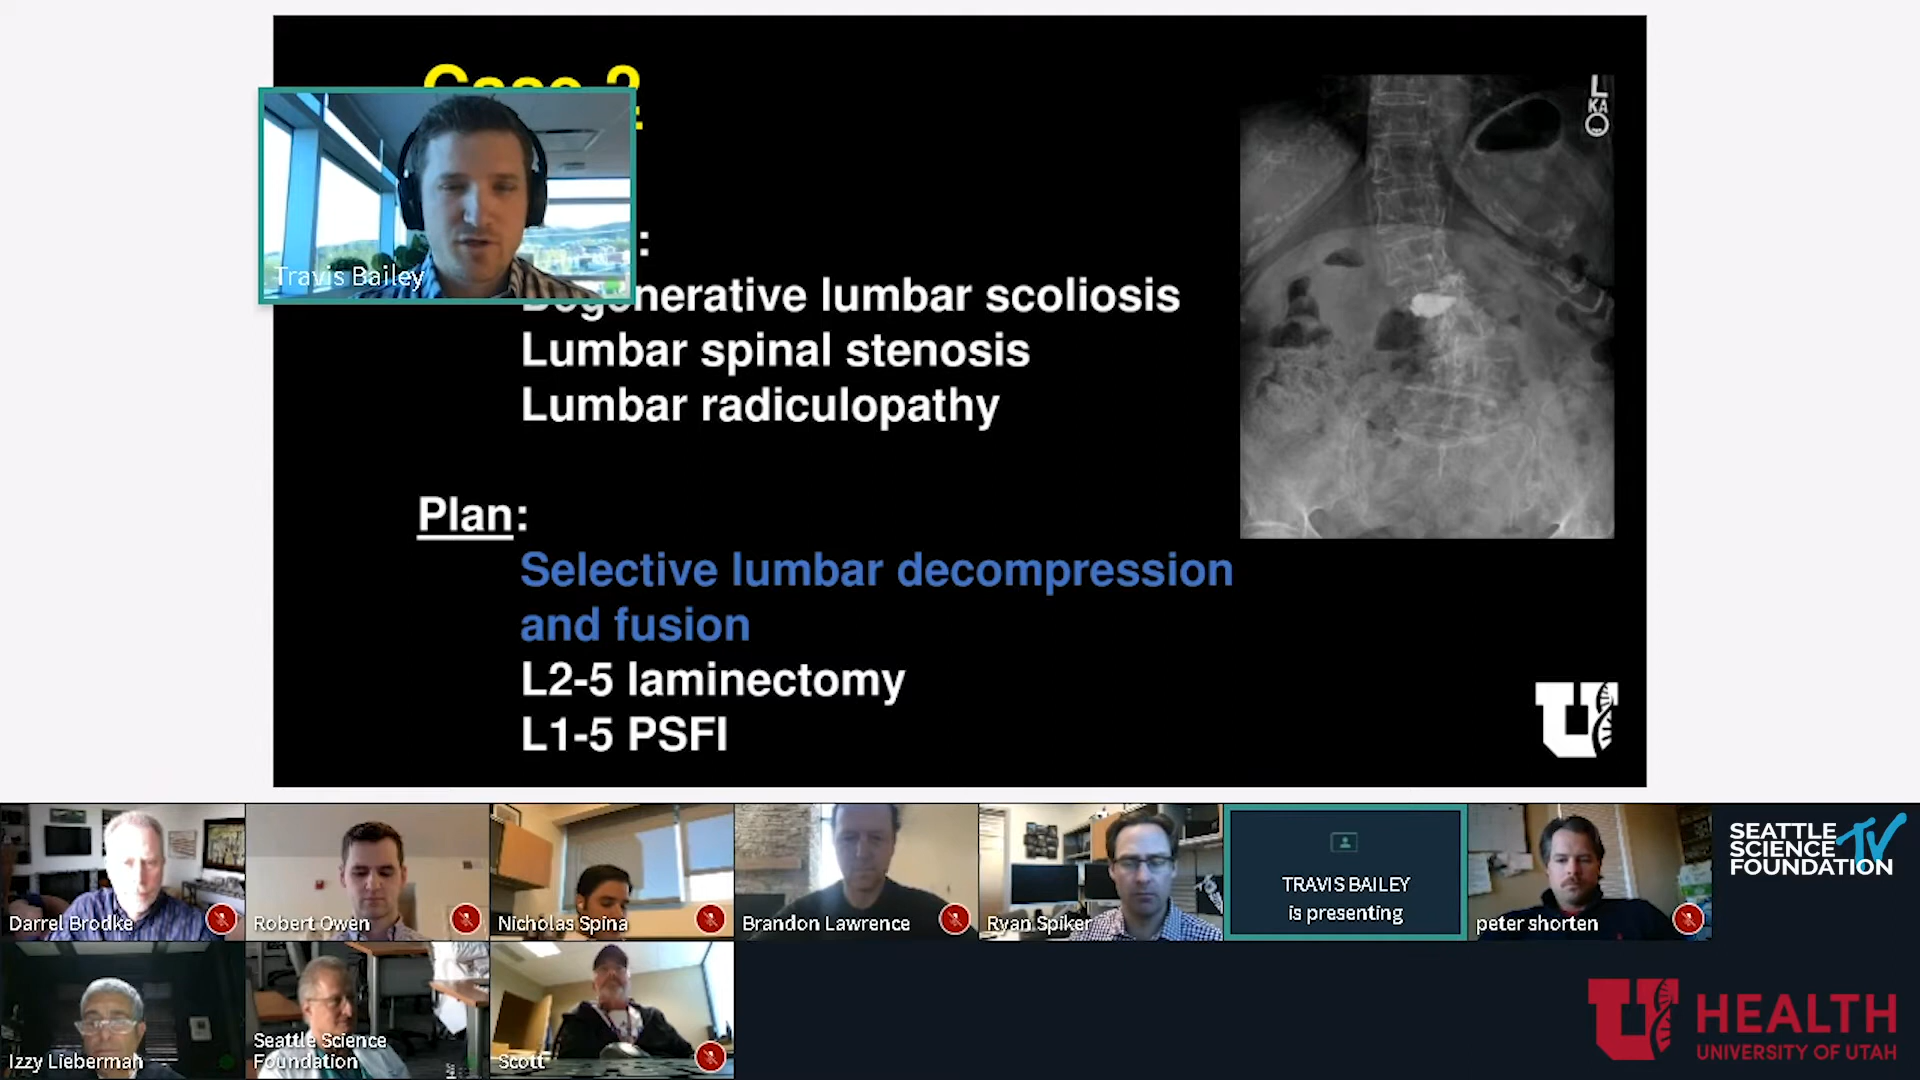 Case 2
Travis Bailey
:
Degenerative lumbar scoliosis
Lumbar spinal stenosis
Lumbar radiculopathy
Plan:
Selective lumbar decompression
and fusion
L2-5 laminectomy
L1-5 PSFI
L
KA
U
Darrel Brodke
Robert Owen
Nicholas Spina
Brandon Lawrence
Ryan Spiker
TRAVIS BAILEY
is presenting
peter shorten
SEATTLE
SCIENCE
FOUNDATION
TV
Izzy Lieberman
Seattle Science
Foundation
Scott
U HEALTH
UNIVERSITY OF UTAH